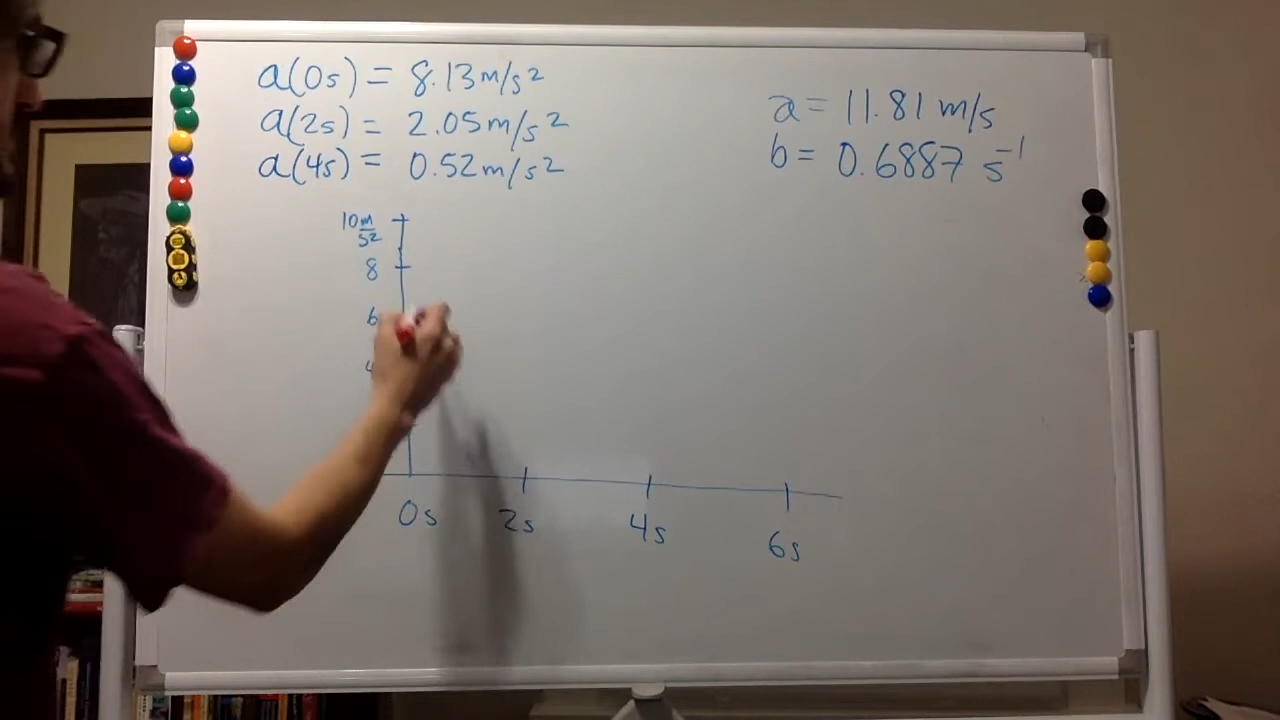 a(0s) = 8.13 m/s²
a(2s) = 2.05 m/s²
a(4s) = 0.52 m/s²
a = 11.81 m/s
b = 0.6887 s⁻¹
10 m/s²
8
6
4
0s 2s 4s 6s